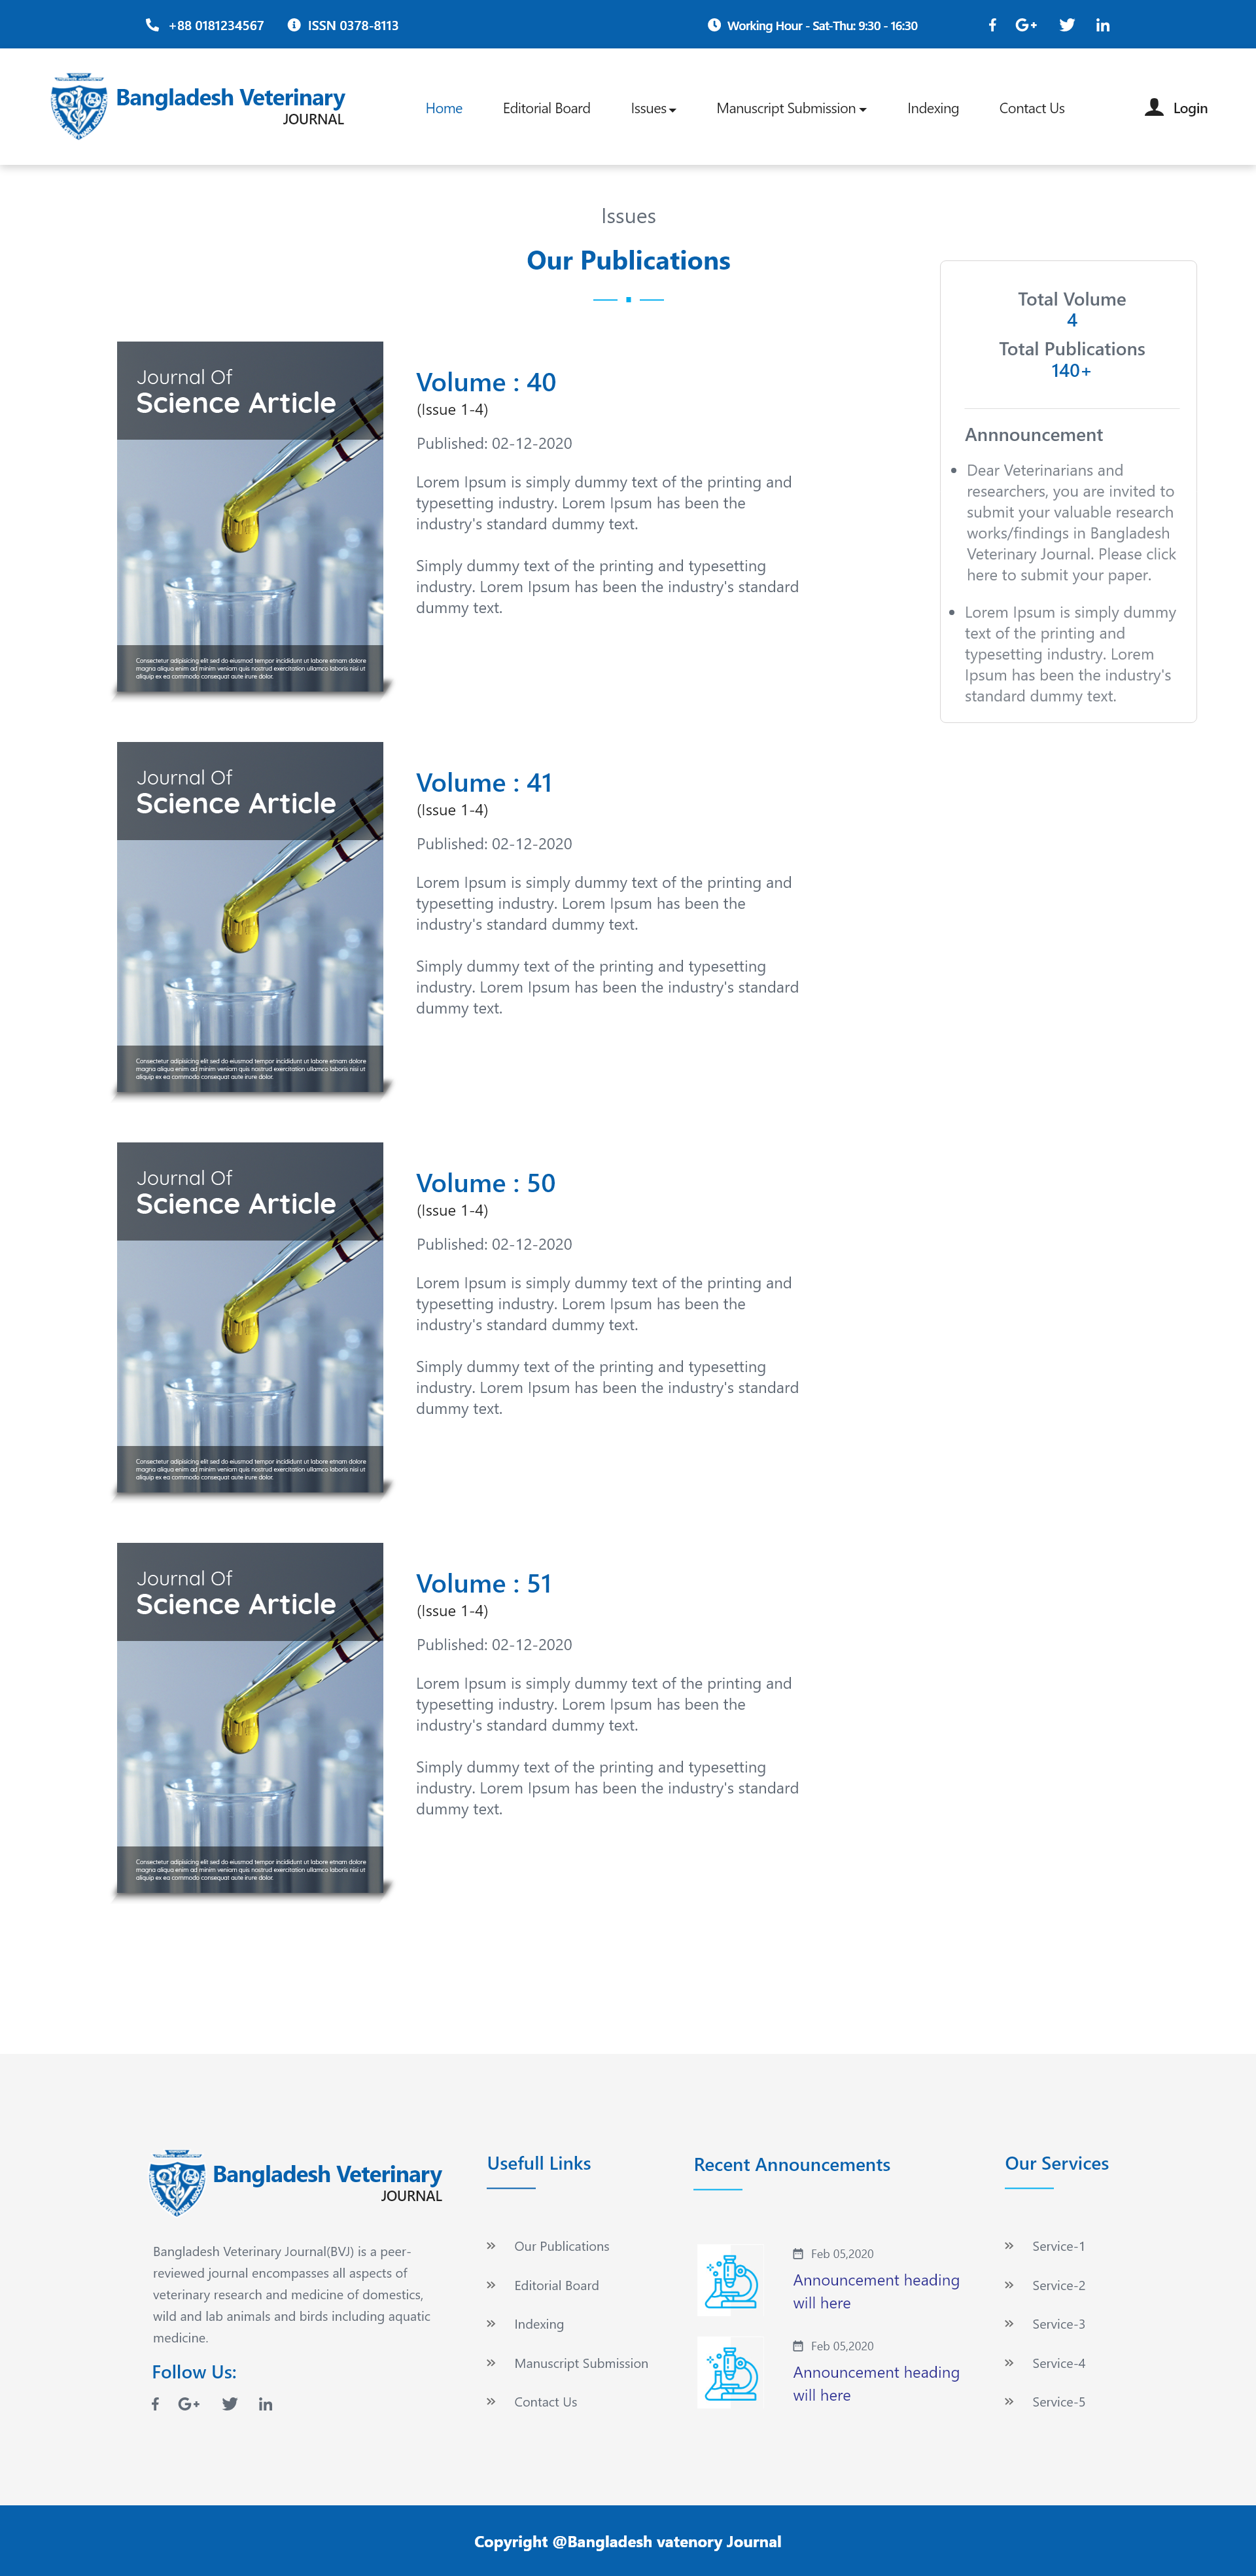 +88 0181234567
ISSN 0378-8113
Working Hour - Sat-Thu: 9:30 - 16:30
Bangladesh Veterinary
JOURNAL
Home
Editorial Board
Issues
Manuscript Submission
Indexing
Contact Us
Login
Issues
Our Publications
Journal Of
Science Article
Consectetur adipisicing elit sed do eiusmod tempor incididunt ut labore etnam dolore
magna aliqua enim ad minim veniam quis nostrud exercitation ullamco laboris nisi ut
aliquip ex ea commodo consequat aute irure dolor.
Volume : 40
(Issue 1-4)
Published: 02-12-2020
Lorem Ipsum is simply dummy text of the printing and
typesetting industry. Lorem Ipsum has been the
industry's standard dummy text.
Simply dummy text of the printing and typesetting
industry. Lorem Ipsum has been the industry's standard
dummy text.
Total Volume
4
Total Publications
140+
Annnouncement
Dear Veterinarians and
researchers, you are invited to
submit your valuable research
works/findings in Bangladesh
Veterinary Journal. Please click
here to submit your paper.
Lorem Ipsum is simply dummy
text of the printing and
typesetting industry. Lorem
Ipsum has been the industry's
standard dummy text.
Journal Of
Science Article
Consectetur adipisicing elit sed do eiusmod tempor incididunt ut labore etnam dolore
magna aliqua enim ad minim veniam quis nostrud exercitation ullamco laboris nisi ut
aliquip ex ea commodo consequat aute irure dolor.
Volume : 41
(Issue 1-4)
Published: 02-12-2020
Lorem Ipsum is simply dummy text of the printing and
typesetting industry. Lorem Ipsum has been the
industry's standard dummy text.
Simply dummy text of the printing and typesetting
industry. Lorem Ipsum has been the industry's standard
dummy text.
Journal Of
Science Article
Consectetur adipisicing elit sed do eiusmod tempor incididunt ut labore etnam dolore
magna aliqua enim ad minim veniam quis nostrud exercitation ullamco laboris nisi ut
aliquip ex ea commodo consequat aute irure dolor.
Volume : 50
(Issue 1-4)
Published: 02-12-2020
Lorem Ipsum is simply dummy text of the printing and
typesetting industry. Lorem Ipsum has been the
industry's standard dummy text.
Simply dummy text of the printing and typesetting
industry. Lorem Ipsum has been the industry's standard
dummy text.
Journal Of
Science Article
Consectetur adipisicing elit sed do eiusmod tempor incididunt ut labore etnam dolore
magna aliqua enim ad minim veniam quis nostrud exercitation ullamco laboris nisi ut
aliquip ex ea commodo consequat aute irure dolor.
Volume : 51
(Issue 1-4)
Published: 02-12-2020
Lorem Ipsum is simply dummy text of the printing and
typesetting industry. Lorem Ipsum has been the
industry's standard dummy text.
Simply dummy text of the printing and typesetting
industry. Lorem Ipsum has been the industry's standard
dummy text.
Bangladesh Veterinary
JOURNAL
Bangladesh Veterinary Journal(BVJ) is a peer-
reviewed journal encompasses all aspects of
veterinary research and medicine of domestics,
wild and lab animals and birds including aquatic
medicine.
Follow Us:
Usefull Links
Our Publications
Editorial Board
Indexing
Manuscript Submission
Contact Us
Recent Announcements
Feb 05,2020
Announcement heading
will here
Feb 05,2020
Announcement heading
will here
Our Services
Service-1
Service-2
Service-3
Service-4
Service-5
Copyright @Bangladesh vatenory Journal